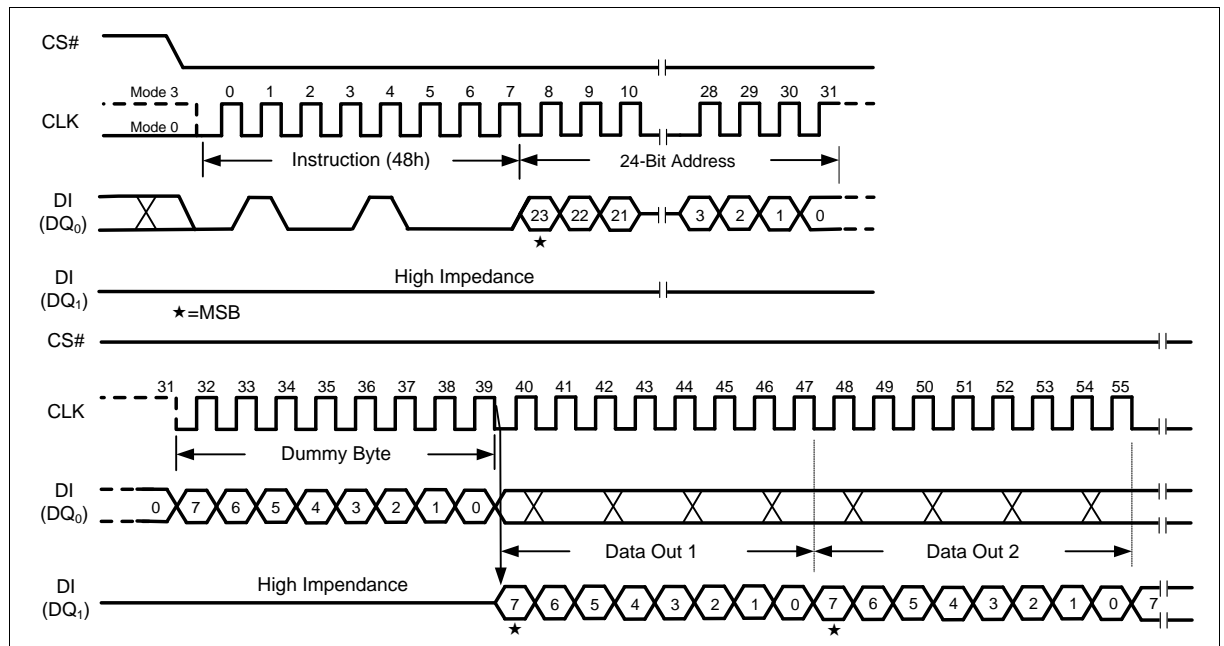 CS#
Mode 3
0 1 2 3 4 5 6 7 8 9 10 28 29 30 31
CLK
Mode 0
Instruction (48h)
24-Bit Address
DI
(DQ0)
23 22 21 3 2 1 0
★
High Impedance
DI
(DQ1)
★=MSB
CS#
31 32 33 34 35 36 37 38 39 40 41 42 43 44 45 46 47 48 49 50 51 52 53 54 55
CLK
Dummy Byte
DI
(DQ0)
0 7 6 5 4 3 2 1 0
Data Out 1
Data Out 2
High Impendance
DI
(DQ1)
7 6 5 4 3 2 1 0 7 6 5 4 3 2 1 0 7
★ ★